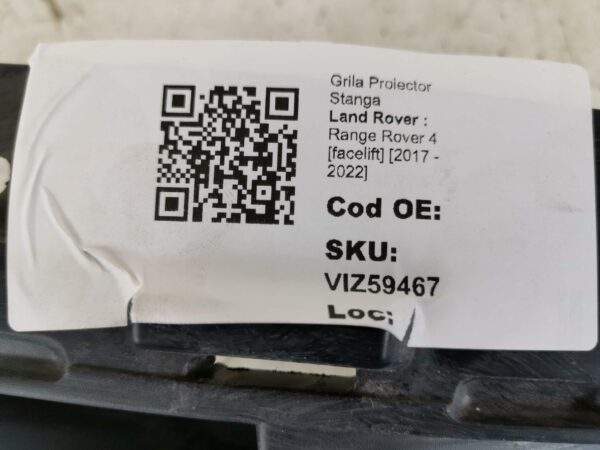 Grila Proiector
Stanga
Land Rover :
Range Rover 4
[facelift] [2017 -
2022]
Cod OE:
SKU:
VIZ59467
Loc: